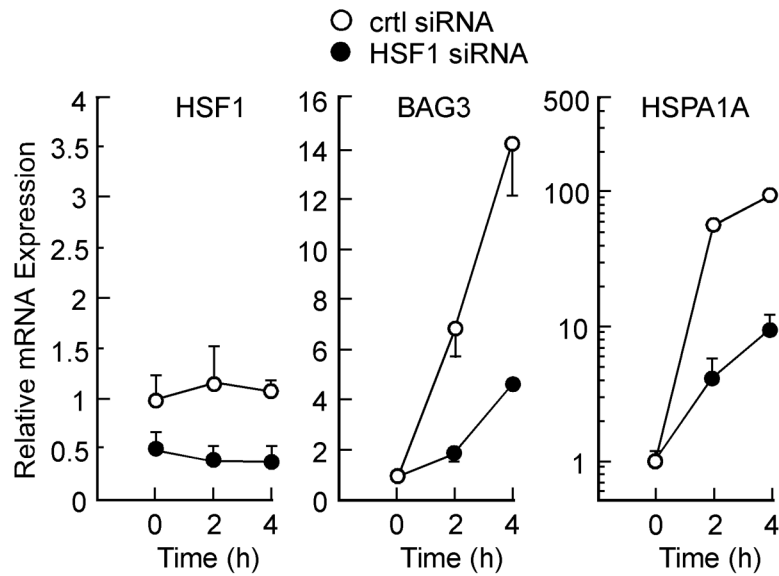 crtl siRNA
HSF1 siRNA
Relative mRNA Expression
HSF1
4
3.5
3
2.5
2
1.5
1
0.5
0
0 2 4
Time (h)
BAG3
16
14
12
10
8
6
4
2
0
0 2 4
Time (h)
HSPA1A
500
100
10
1
0 2 4
Time (h)